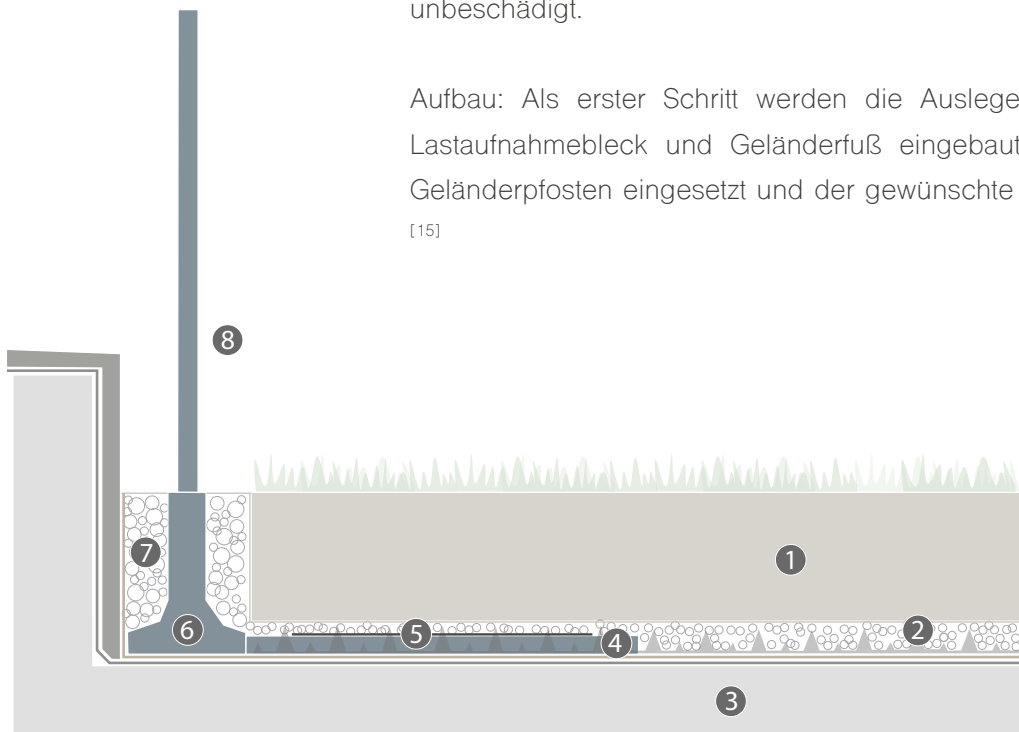 unbeschädigt.
Aufbau: Als erster Schritt werden die Auslege
Lastaufnahmebleck und Geländerfuß eingebaut
Geländerpfosten eingesetzt und der gewünschte
[15]
8
7
1
6
5
4
2
3